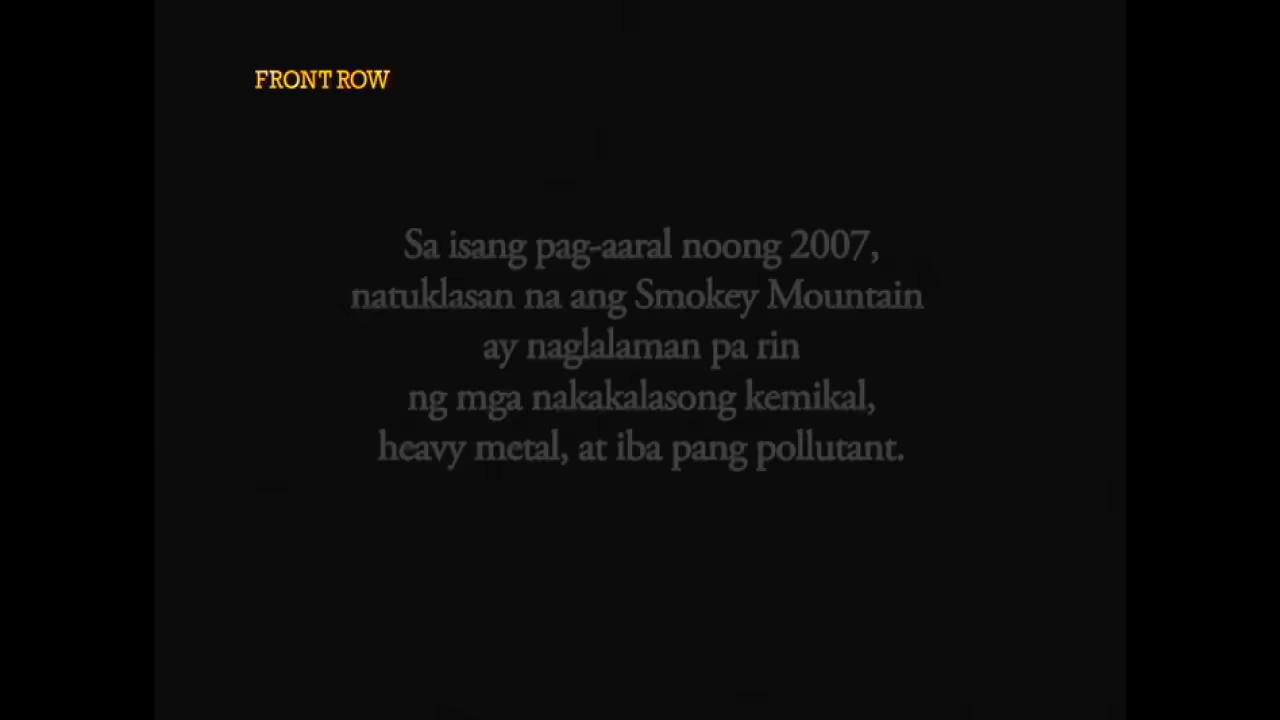 FRONT ROW
Sa isang pag-aaral noong 2007,
natuklasan na ang Smokey Mountain
ay naglalaman pa rin
ng mga nakakalasong kemikal,
heavy metal, at iba pang pollutant.